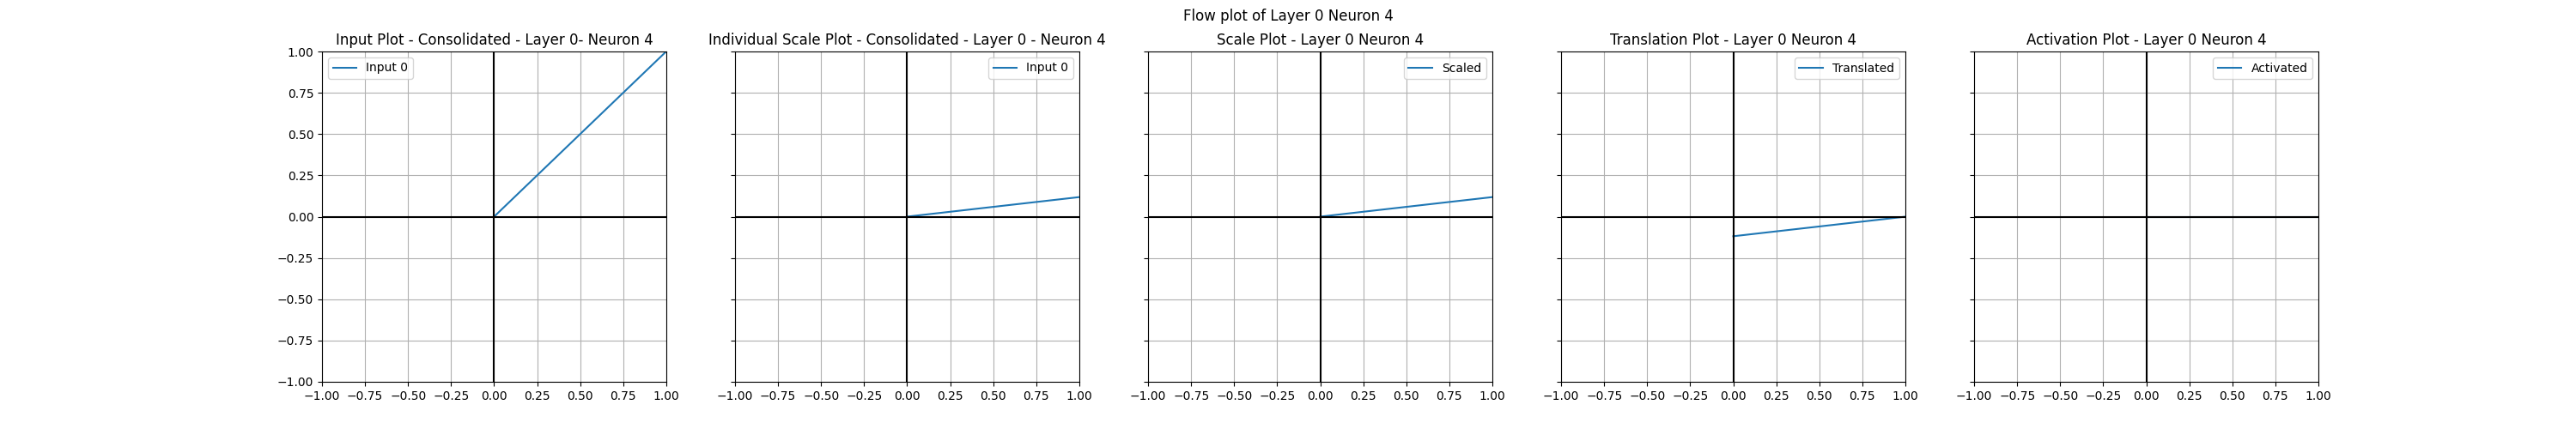 Flow plot of Layer 0 Neuron 4
Input Plot - Consolidated - Layer 0- Neuron 4
Input 0
1.00
0.75
0.50
0.25
0.00
−0.25
−0.50
−0.75
−1.00
−1.00 −0.75 −0.50 −0.25 0.00 0.25 0.50 0.75 1.00
Individual Scale Plot - Consolidated - Layer 0 - Neuron 4
Input 0
−1.00 −0.75 −0.50 −0.25 0.00 0.25 0.50 0.75 1.00
Scale Plot - Layer 0 Neuron 4
Scaled
−1.00 −0.75 −0.50 −0.25 0.00 0.25 0.50 0.75 1.00
Translation Plot - Layer 0 Neuron 4
Translated
−1.00 −0.75 −0.50 −0.25 0.00 0.25 0.50 0.75 1.00
Activation Plot - Layer 0 Neuron 4
Activated
−1.00 −0.75 −0.50 −0.25 0.00 0.25 0.50 0.75 1.00